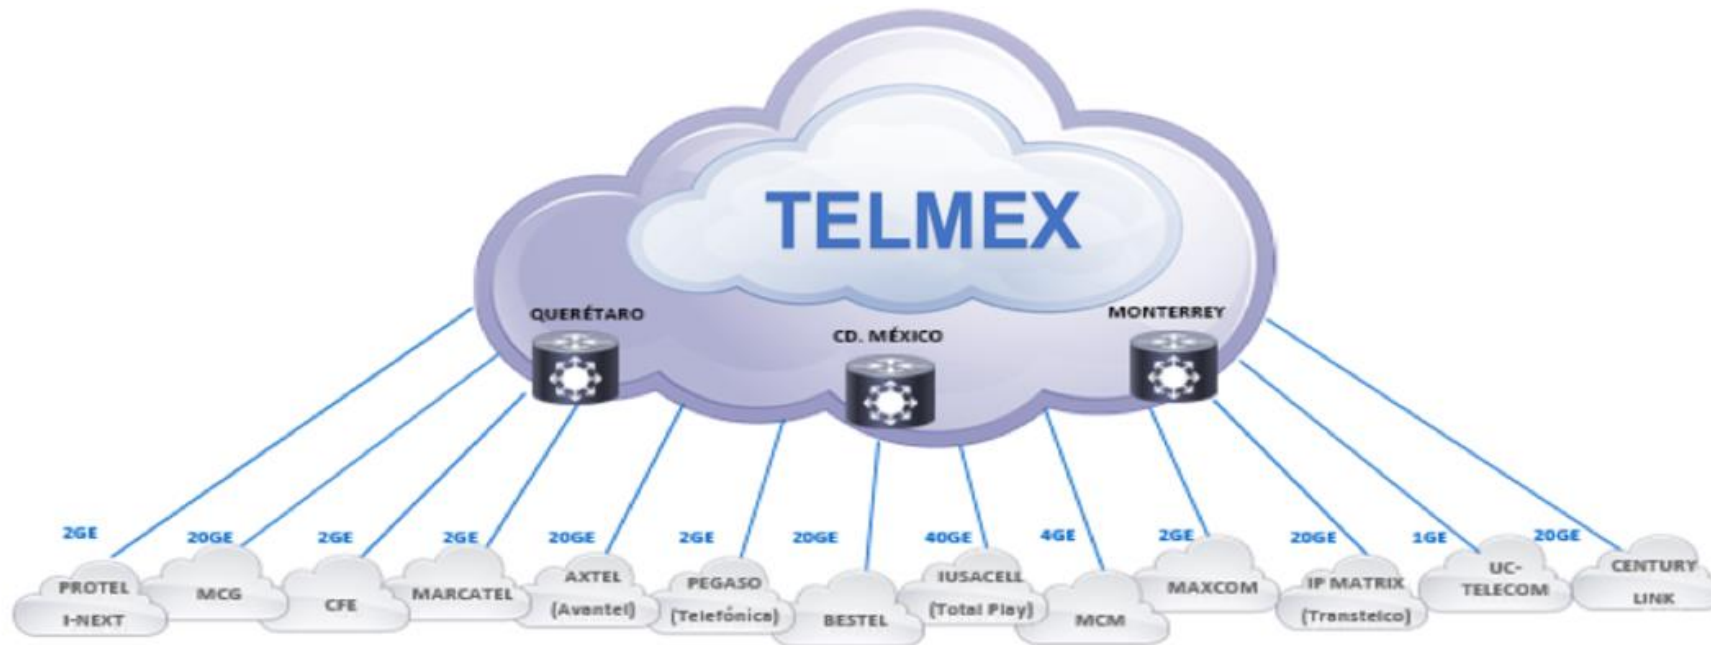 TELMEX
QUERÉTARO
CD. MÉXICO
MONTERREY
2GE
20GE
2GE
2GE
20GE
2GE
20GE
40GE
4GE
2GE
20GE
1GE
20GE
PROTEL
I-NEXT
MCG
CFE
MARCATEL
AXTEL
(Avantel)
PEGASO
(Telefónica)
BESTEL
IUSACELL
(Total Play)
MCM
MAXCOM
IP MATRIX
(Transtelco)
UC-
TELECOM
CENTURY
LINK